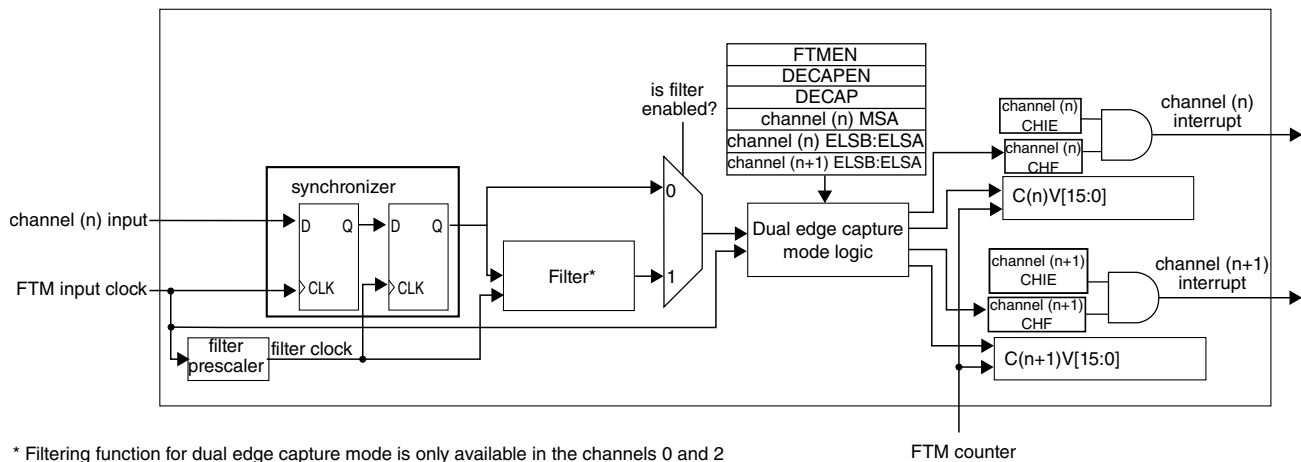 FTMEN
DECAPEN
DECAP
channel (n) MSA
channel (n) ELSB:ELSA
channel (n+1) ELSB:ELSA
is filter
enabled?
synchronizer
channel (n) input
D Q
D Q
CLK
CLK
FTM input clock
filter
prescaler
filter clock
Filter*
0
1
Dual edge capture
mode logic
channel (n)
CHIE
channel (n)
CHF
channel (n)
interrupt
C(n)V[15:0]
channel (n+1)
CHIE
channel (n+1)
CHF
channel (n+1)
interrupt
C(n+1)V[15:0]
FTM counter
* Filtering function for dual edge capture mode is only available in the channels 0 and 2